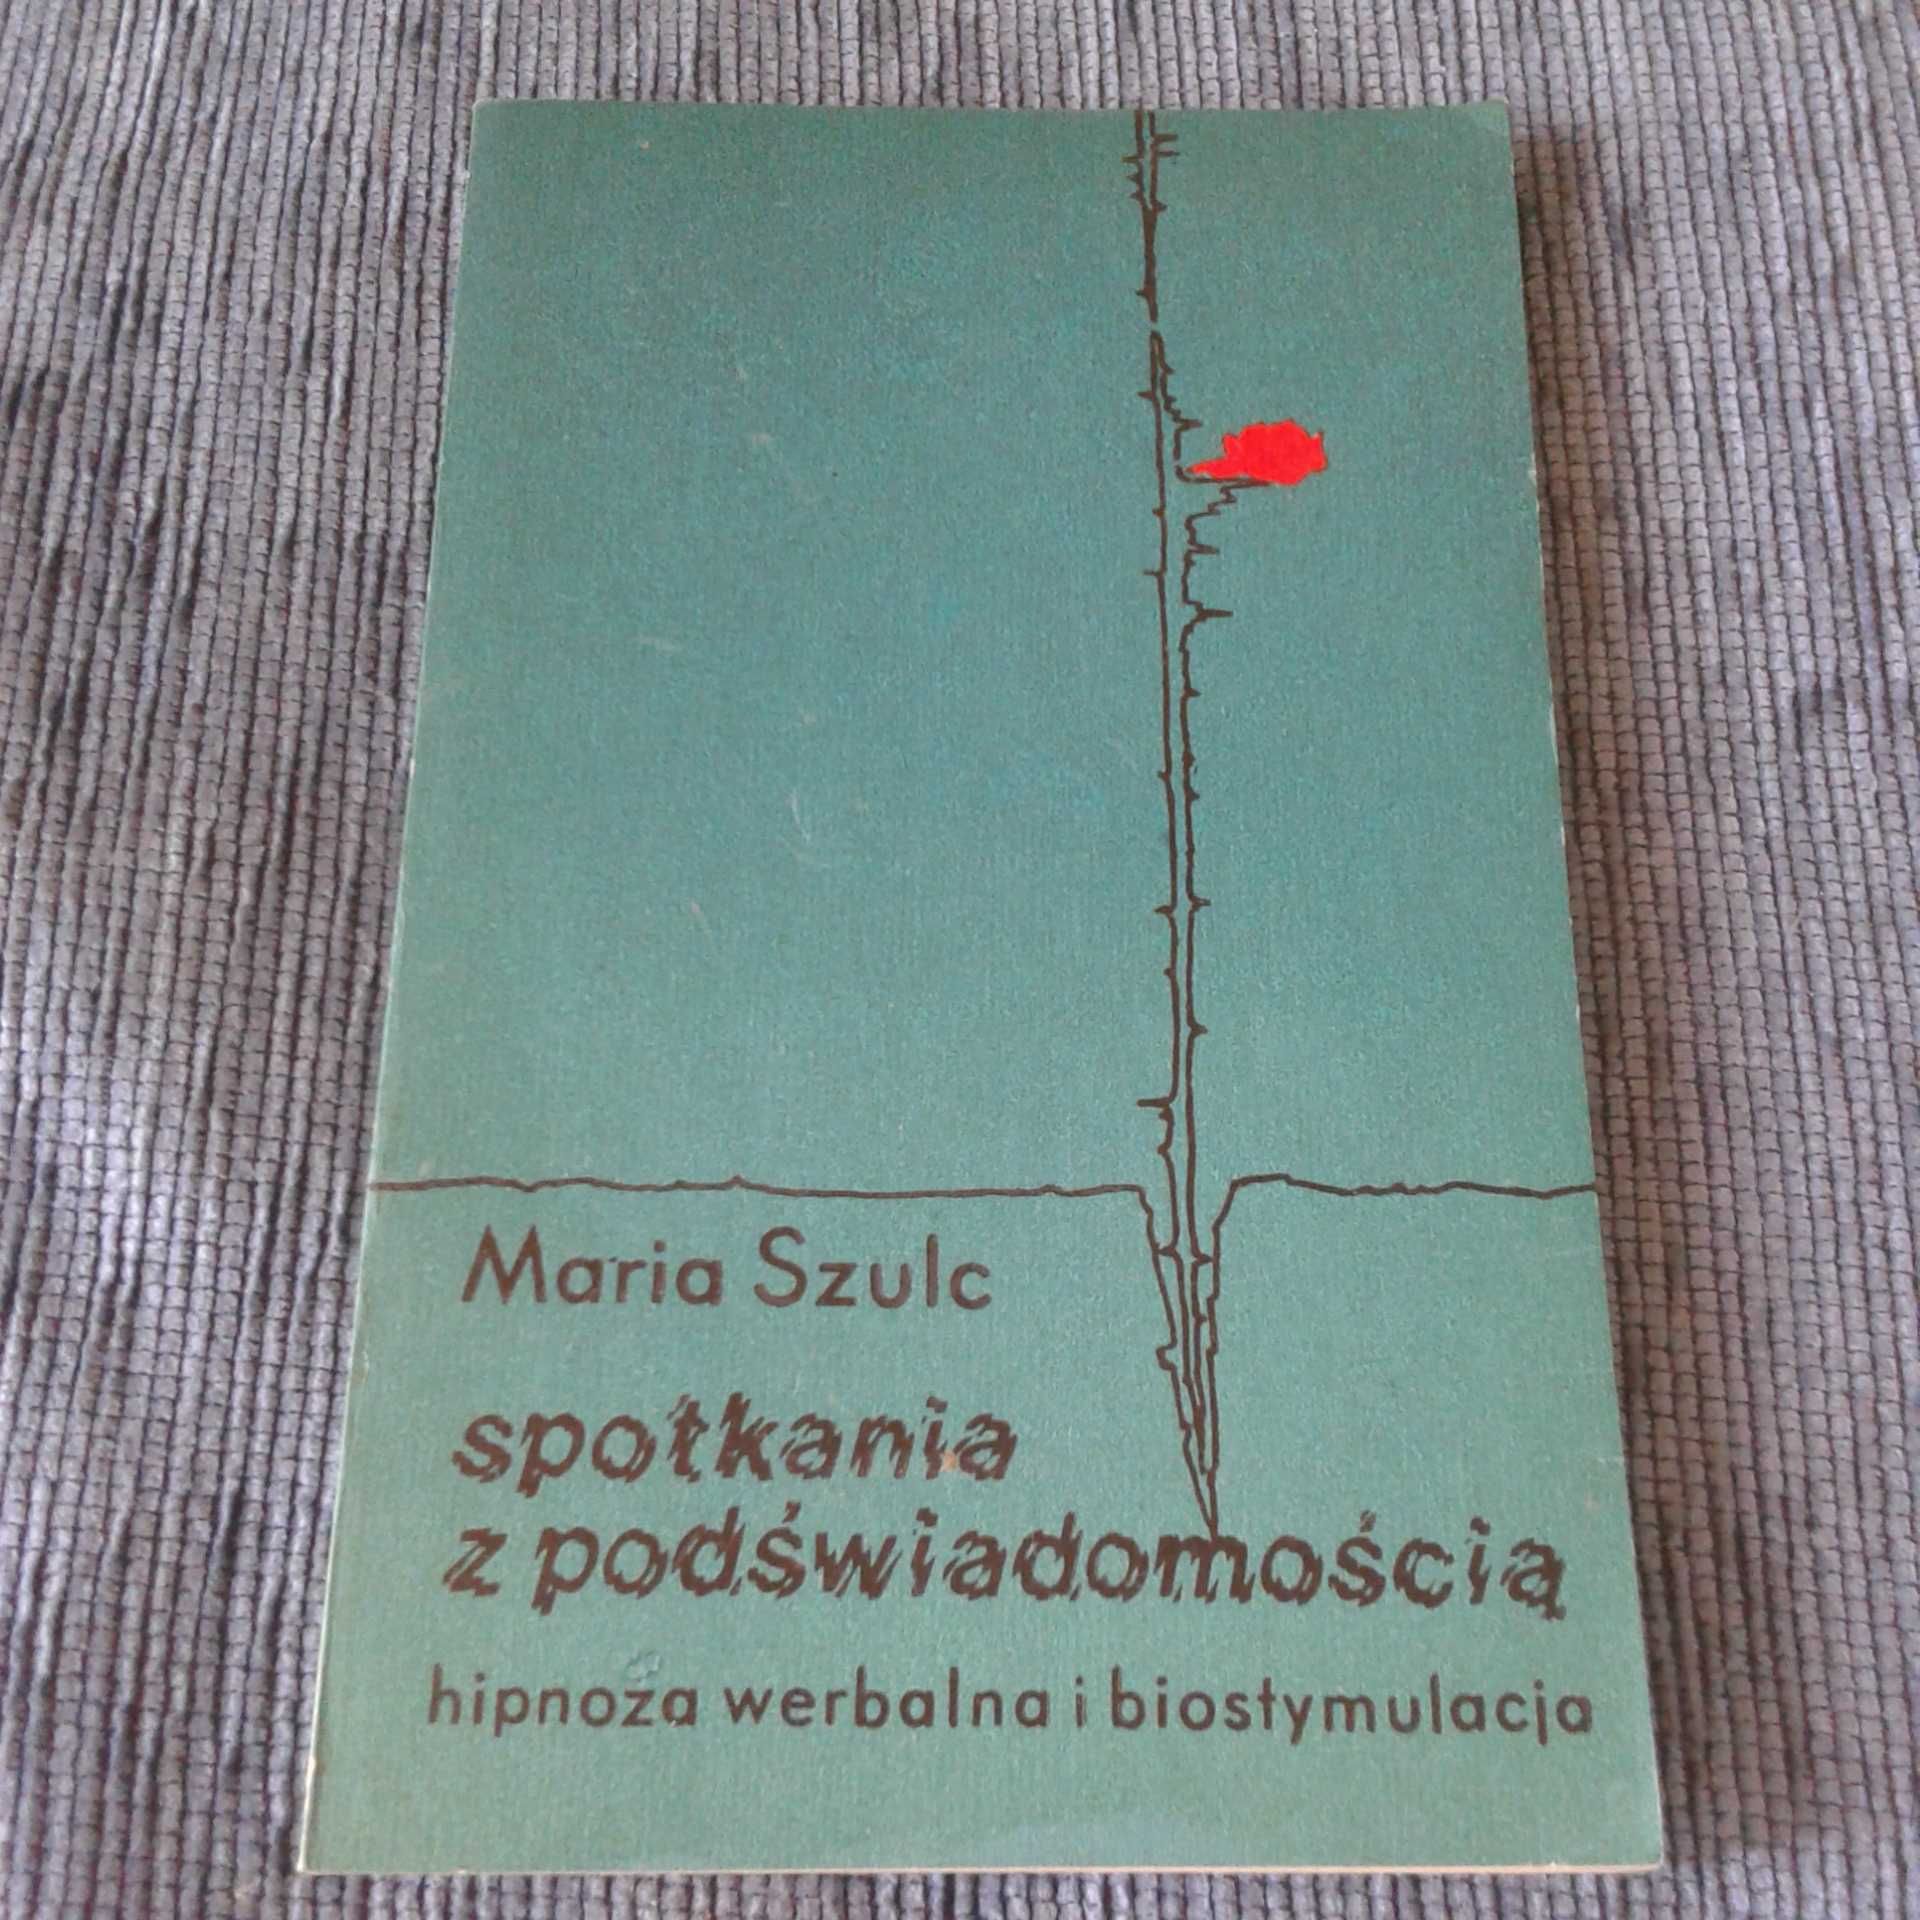 Maria Szulc
spotkania
z podświadomością
hipnoza werbalna i biostymulacja